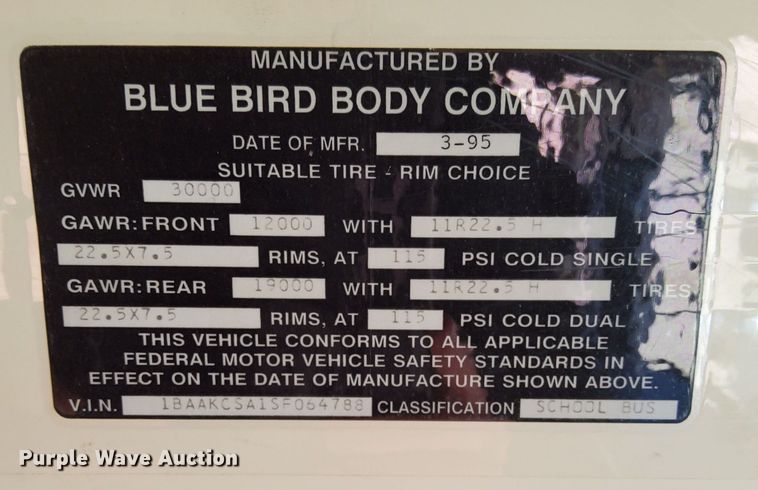 MANUFACTURED BY
BLUE BIRD BODY COMPANY
DATE OF MFR. 3-95
SUITABLE TIRE - RIM CHOICE
GVWR 30000
GAWR: FRONT 12000 WITH 11R22.5 H TIRES
22.5X7.5 RIMS, AT 115 PSI COLD SINGLE
GAWR: REAR 19000 WITH 11R22.5 H TIRES
22.5X7.5 RIMS, AT 115 PSI COLD DUAL
THIS VEHICLE CONFORMS TO ALL APPLICABLE
FEDERAL MOTOR VEHICLE SAFETY STANDARDS IN
EFFECT ON THE DATE OF MANUFACTURE SHOWN ABOVE.
V.I.N. 1BAAKCSA1SF064788 CLASSIFICATION SCHOOL BUS
Purple Wave Auction